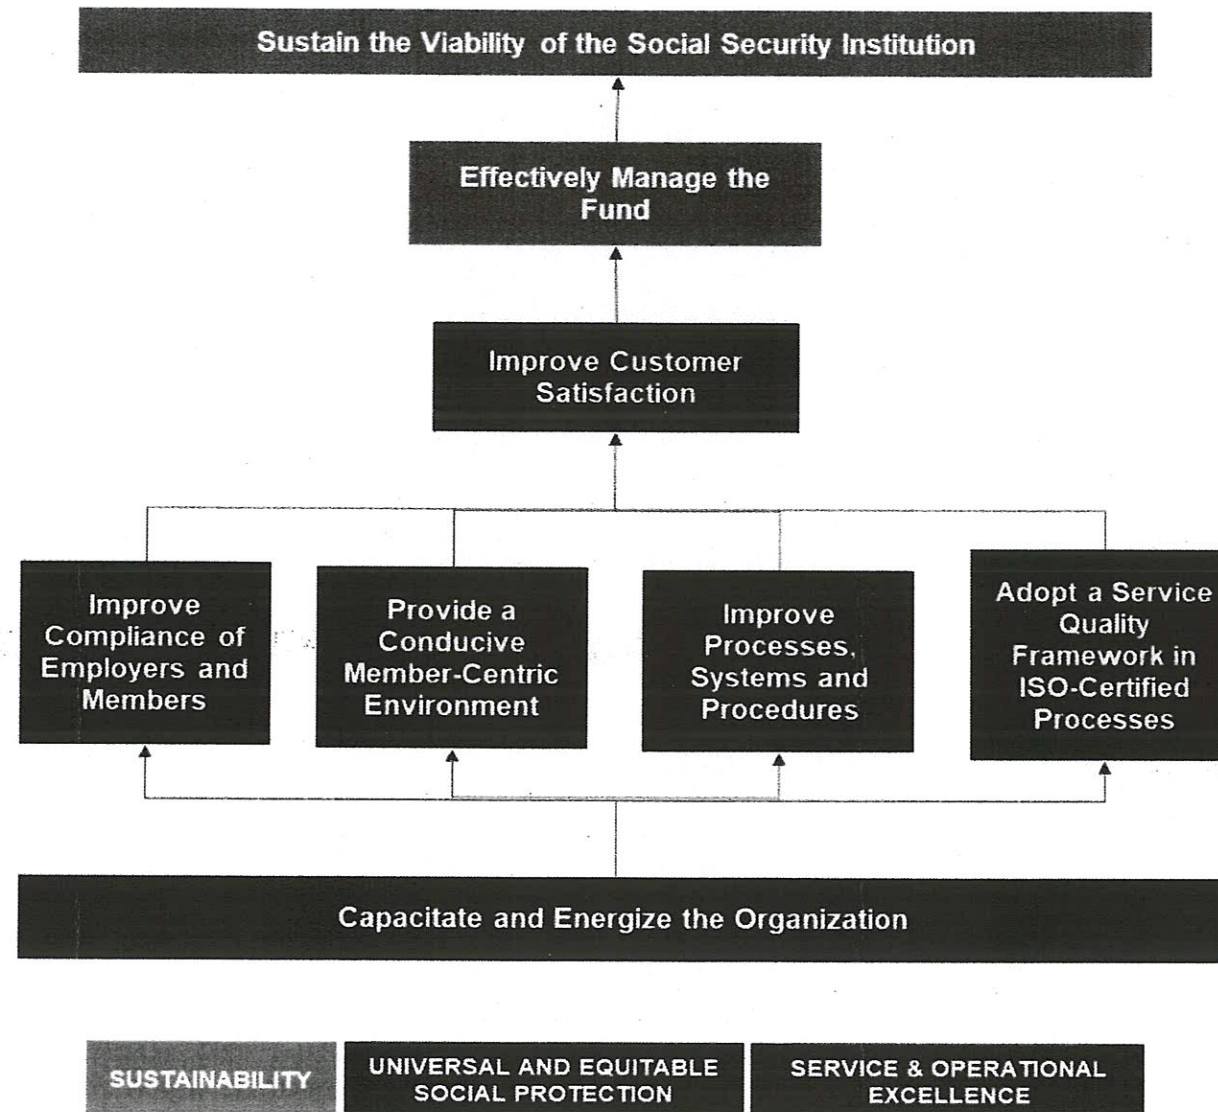 Sustain the Viability of the Social Security Institution
Effectively Manage the
Fund
Improve Customer
Satisfaction
Improve
Compliance of
Employers and
Members
Provide a
Conducive
Member-Centric
Environment
Improve
Processes,
Systems and
Procedures
Adopt a Service
Quality
Framework in
ISO-Certified
Processes
Capacitate and Energize the Organization
SUSTAINABILITY
UNIVERSAL AND EQUITABLE
SOCIAL PROTECTION
SERVICE & OPERATIONAL
EXCELLENCE